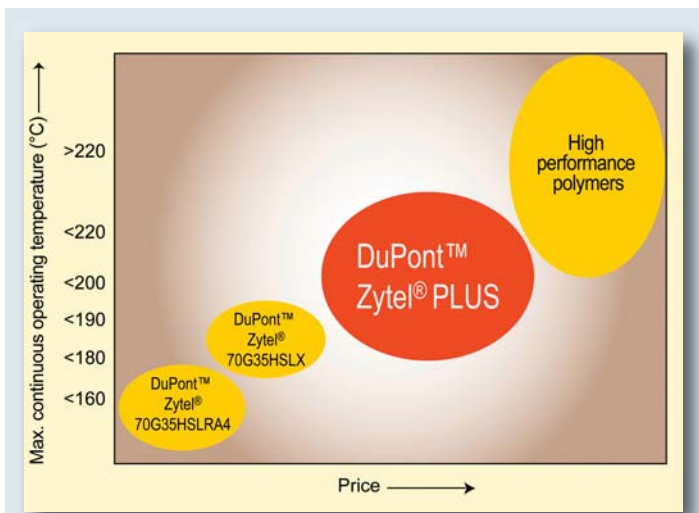 Max. continuous operating temperature (°C)
>220
<220
<200
<190
<180
<160
High
performance
polymers
DuPont™
Zytel® PLUS
DuPont™
Zytel®
70G35HSLX
DuPont™
Zytel®
70G35HSLRA4
Price